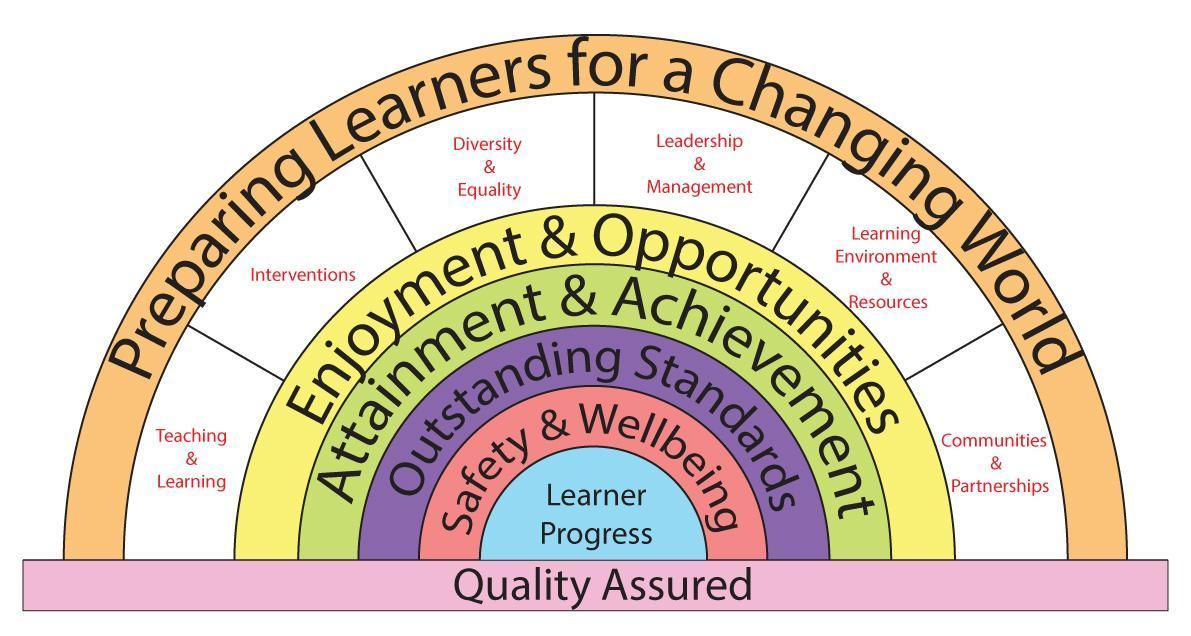 Preparing Learners for a Changing World
Diversity
&
Equality
Leadership
&
Management
Interventions
Learning
Environment
&
Resources
Teaching
&
Learning
Communities
&
Partnerships
Enjoyment & Opportunities
Attainment & Achievement
Outstanding Standards
Safety & Wellbeing
Learner
Progress
Quality Assured